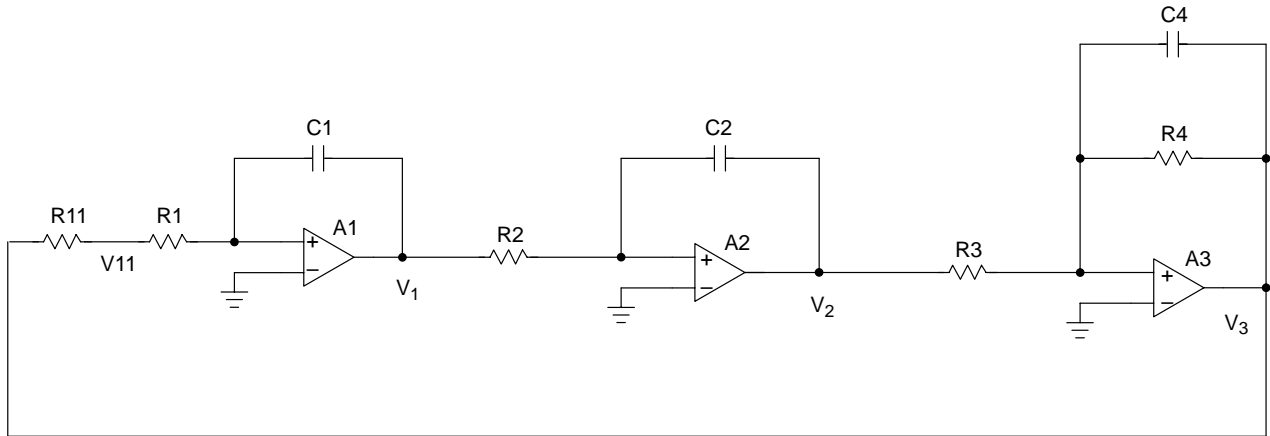 C4
C1
C2
R4
R11
R1
A1
R2
A2
R3
A3
V11
V1
V2
V3
+
−
+
−
+
−